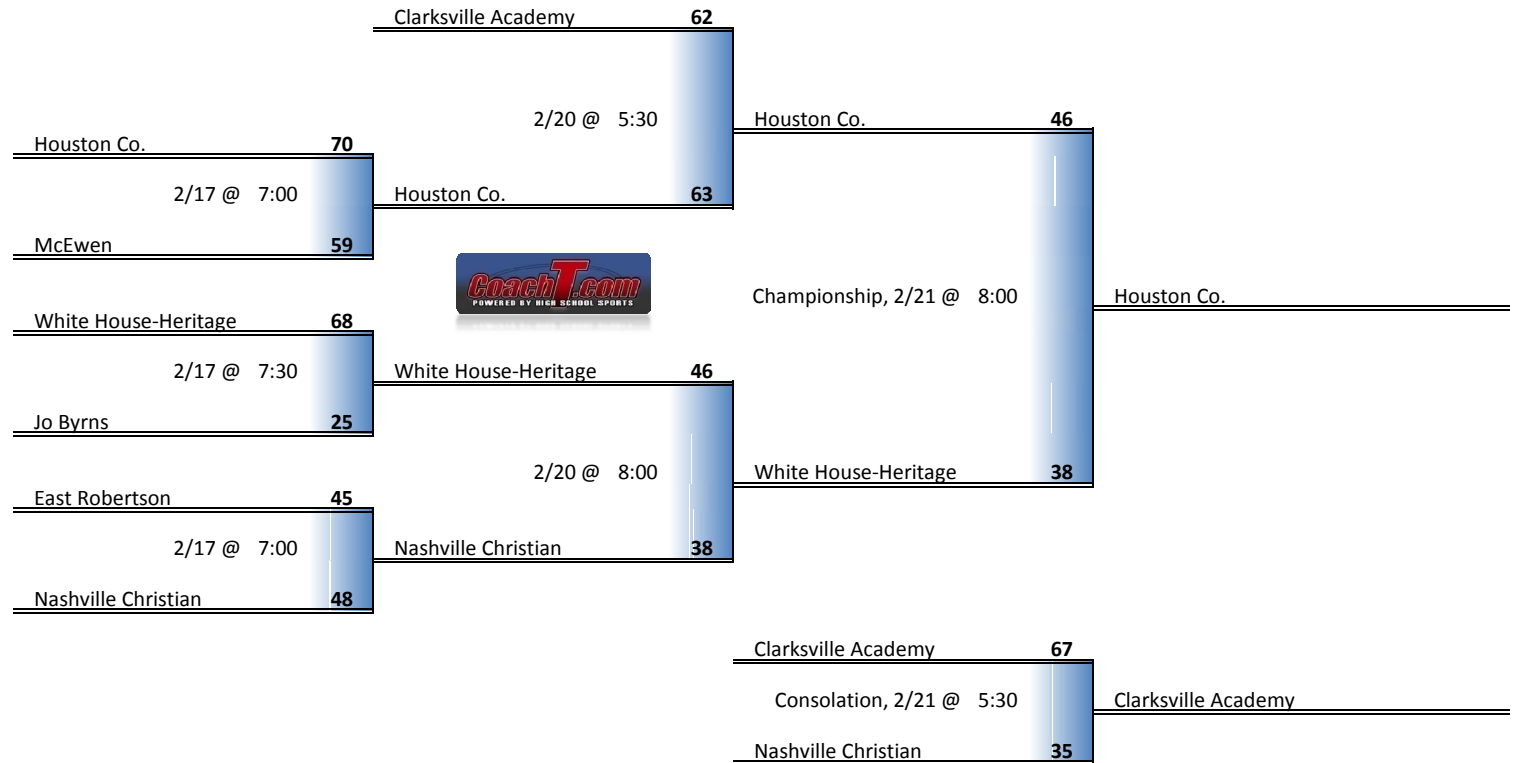 Clarksville Academy 62
2/20 @ 5:30
Houston Co. 46
Houston Co. 70
2/17 @ 7:00
Houston Co. 63
McEwen 59
CoachT.com
POWERED BY HIGH SCHOOL SPORTS
Championship, 2/21 @ 8:00
Houston Co.
White House-Heritage 68
2/17 @ 7:30
White House-Heritage 46
Jo Byrns 25
2/20 @ 8:00
White House-Heritage 38
East Robertson 45
2/17 @ 7:00
Nashville Christian 38
Nashville Christian 48
Clarksville Academy 67
Consolation, 2/21 @ 5:30
Clarksville Academy
Nashville Christian 35